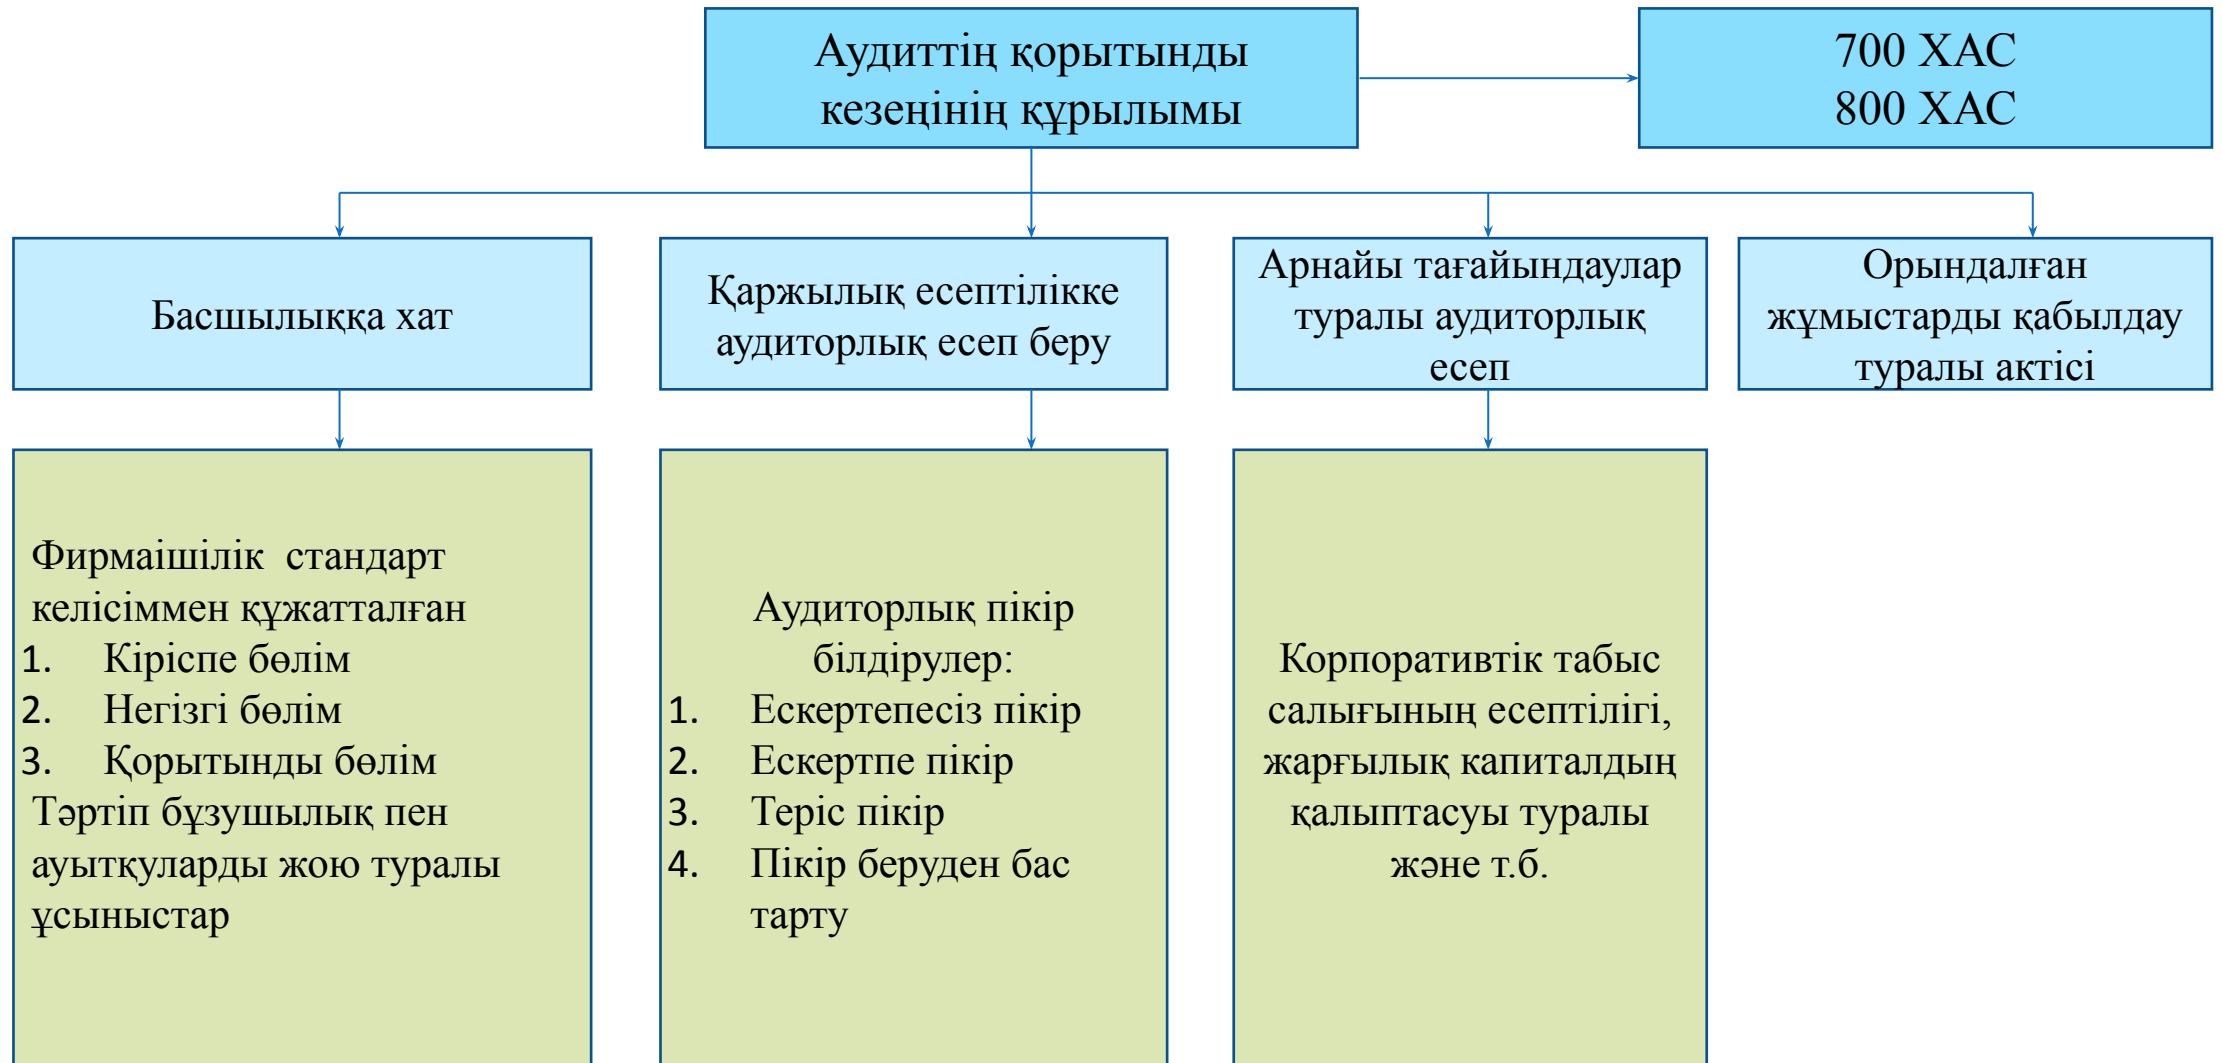 Аудиттің қорытынды
кезеңінің құрылымы
700 ХАС
800 ХАС
Басшылыққа хат
Қаржылық есептілікке
аудиторлық есеп беру
Арнайы тағайындаулар
туралы аудиторлық
есеп
Орындалған
жұмыстарды қабылдау
туралы актісі
Фирмаішілік стандарт
келісіммен құжатталған
1. Кіріспе бөлім
2. Негізгі бөлім
3. Қорытынды бөлім
Тәртіп бұзушылық пен
ауытқуларды жою туралы
ұсыныстар
Аудиторлық пікір
білдірулер:
1. Ескертепесіз пікір
2. Ескертпе пікір
3. Теріс пікір
4. Пікір беруден бас
тарту
Корпоративтік табыс
салығының есептілігі,
жарғылық капиталдың
қалыптасуы туралы
және т.б.